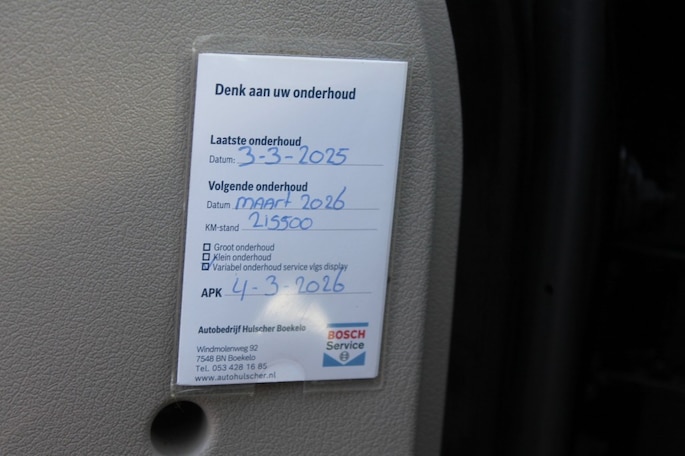 Denk aan uw onderhoud
Laatste onderhoud
Datum: 3-3-2025
Volgende onderhoud
Datum maart 2026
KM-stand 215500
Groot onderhoud
Klein onderhoud
Variabel onderhoud service vlgs display
APK 4-3-2026
Autobedrijf Hulscher Boekelo
Windmolenweg 92
7548 BN Boekelo
Tel. 053 428 16 85
www.autohulscher.nl
BOSCH
Service